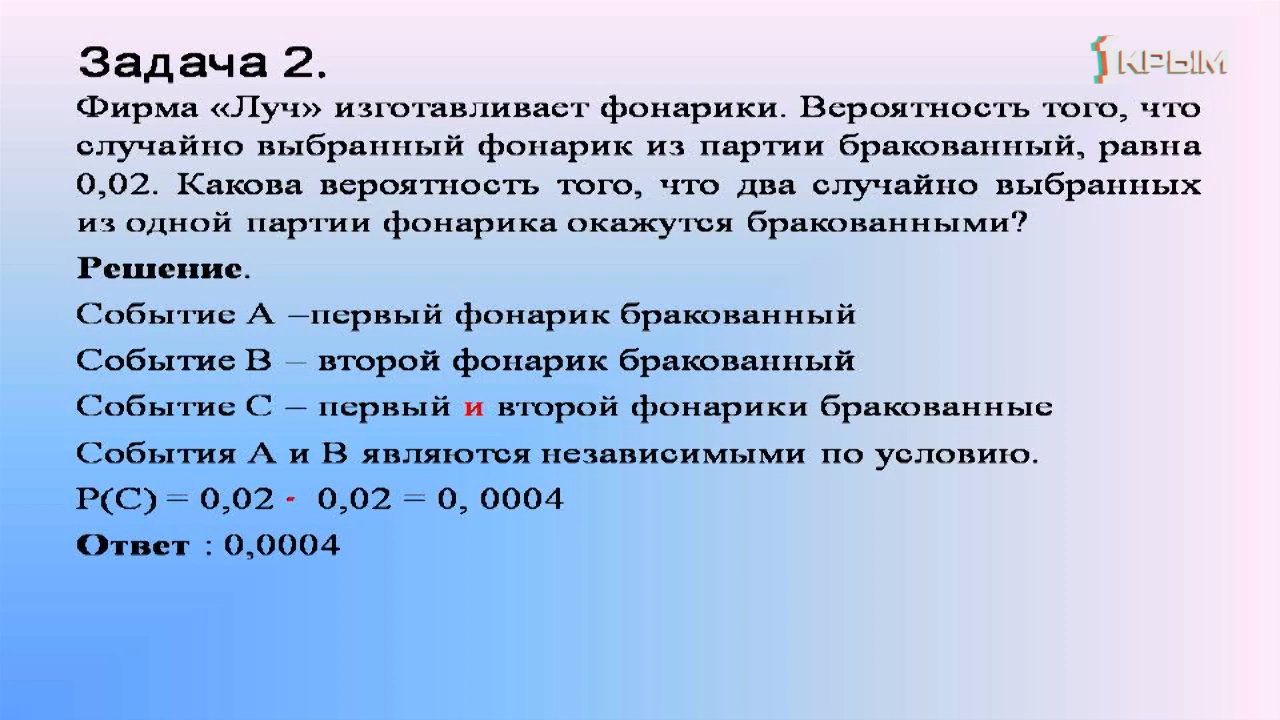 Задача 2.
1 КРЫМ
Фирма «Луч» изготавливает фонарики. Вероятность того, что
случайно выбранный фонарик из партии бракованный, равна
0,02. Какова вероятность того, что два случайно выбранных
из одной партии фонарика окажутся бракованными?
Решение.
Событие А –первый фонарик бракованный
Событие В – второй фонарик бракованный
Событие С – первый и второй фонарики бракованные
События А и В являются независимыми по условию.
Р(С) = 0,02 · 0,02 = 0, 0004
Ответ : 0,0004